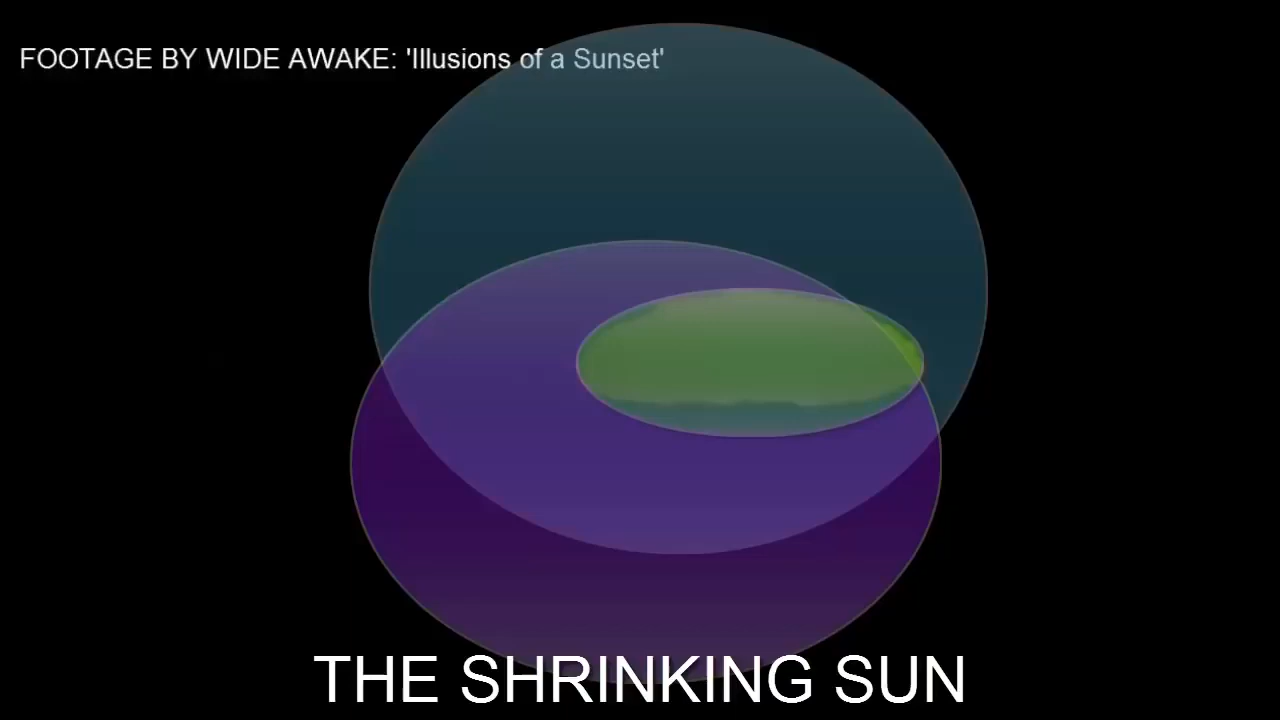 FOOTAGE BY WIDE AWAKE: 'Illusions of a Sunset'
THE SHRINKING SUN